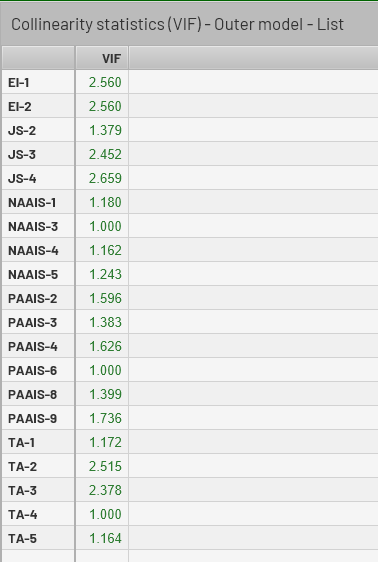 Collinearity statistics (VIF) - Outer model - List
VIF
EI-1 2.560
EI-2 2.560
JS-2 1.379
JS-3 2.452
JS-4 2.659
NAAIS-1 1.180
NAAIS-3 1.000
NAAIS-4 1.162
NAAIS-5 1.243
PAAIS-2 1.596
PAAIS-3 1.383
PAAIS-4 1.626
PAAIS-6 1.000
PAAIS-8 1.399
PAAIS-9 1.736
TA-1 1.172
TA-2 2.515
TA-3 2.378
TA-4 1.000
TA-5 1.164